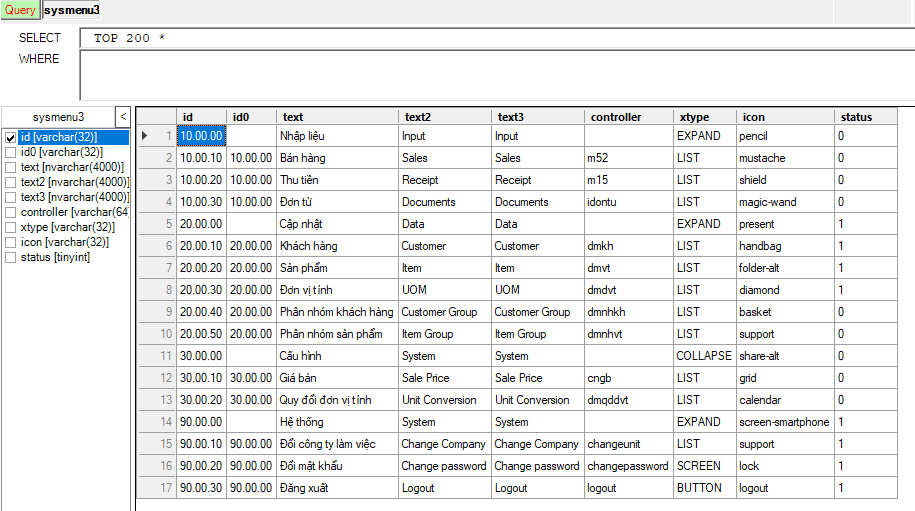 Query sysmenu3
SELECT TOP 200 *
WHERE
sysmenu3 <
id [varchar(32)]
id0 [varchar(32)]
text [nvarchar(4000)]
text2 [nvarchar(4000)]
text3 [nvarchar(4000)]
controller [varchar(64)
xtype [varchar(32)]
icon [varchar(32)]
status [tinyint]
id id0 text text2 text3 controller xtype icon status
1 10.00.00 Nhập liệu Input Input EXPAND pencil 0
2 10.00.10 10.00.00 Bán hàng Sales Sales m52 LIST mustache 0
3 10.00.20 10.00.00 Thu tiền Receipt Receipt m15 LIST shield 0
4 10.00.30 10.00.00 Đơn từ Documents Documents idontu LIST magic-wand 0
5 20.00.00 Cập nhật Data Data EXPAND present 1
6 20.00.10 20.00.00 Khách hàng Customer Customer dmkh LIST handbag 1
7 20.00.20 20.00.00 Sản phẩm Item Item dmvt LIST folder-alt 1
8 20.00.30 20.00.00 Đơn vị tính UOM UOM dmdvt LIST diamond 1
9 20.00.40 20.00.00 Phân nhóm khách hàng Customer Group Customer Group dmnhkh LIST basket 0
10 20.00.50 20.00.00 Phân nhóm sản phẩm Item Group Item Group dmnhvt LIST support 0
11 30.00.00 Cấu hình System System COLLAPSE share-alt 0
12 30.00.10 30.00.00 Giá bán Sale Price Sale Price cngb LIST grid 0
13 30.00.20 30.00.00 Quy đổi đơn vị tính Unit Conversion Unit Conversion dmqddvt LIST calendar 0
14 90.00.00 Hệ thống System System EXPAND screen-smartphone 1
15 90.00.10 90.00.00 Đổi công ty làm việc Change Company Change Company changeunit LIST support 1
16 90.00.20 90.00.00 Đổi mật khẩu Change password Change password changepassword SCREEN lock 1
17 90.00.30 90.00.00 Đăng xuất Logout Logout logout BUTTON logout 1